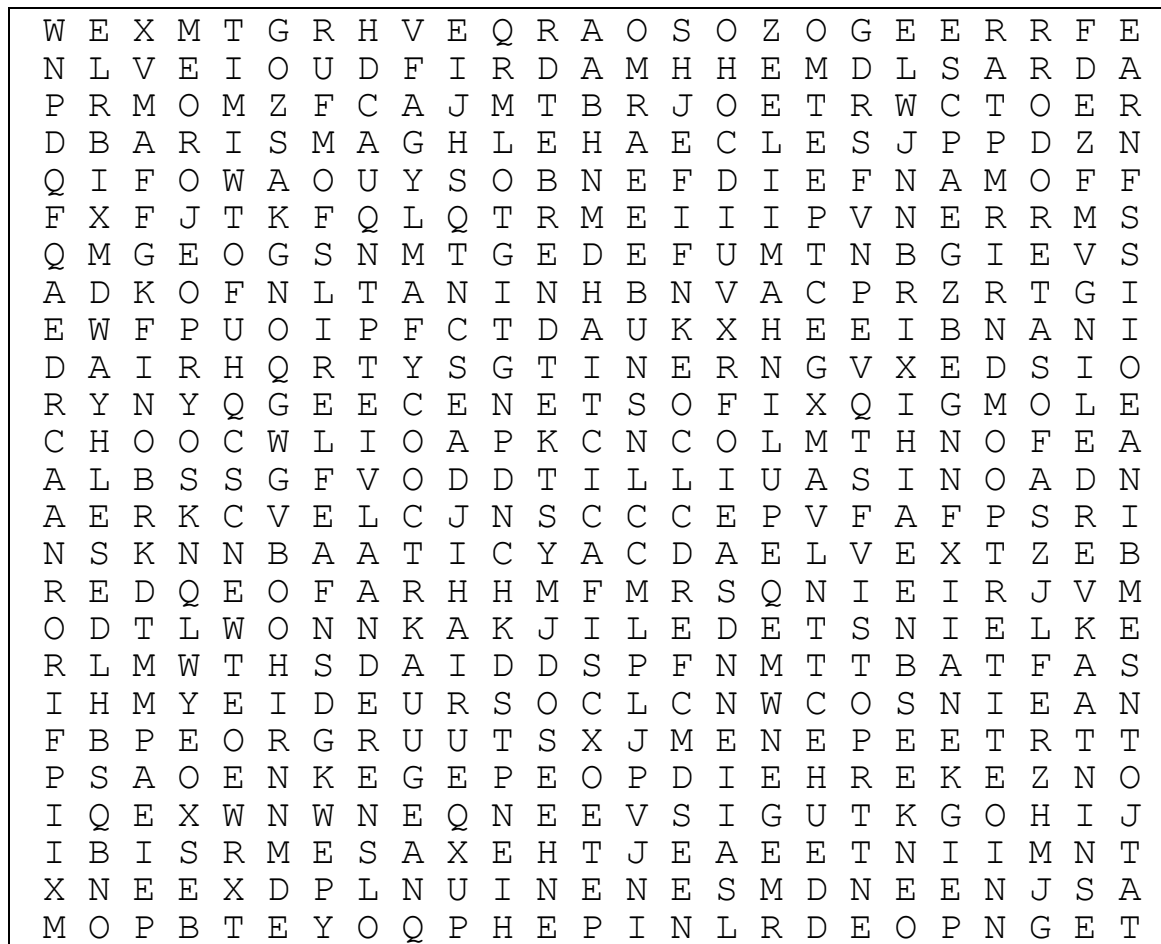 W E X M T G R H V E Q R A O S O Z O G E E R R F E
N L V E I O U D F I R D A M H H E M D L S A R D A
P R M O M Z F C A J M T B R J O E T R W C T O E R
D B A R I S M A G H L E H A E C L E S J P P D Z N
Q I F O W A O U Y S O B N E F D I E F N A M O F F
F X F J T K F Q L Q T R M E I I I P V N E R R M S
Q M G E O G S N M T G E D E F U M T N B G I E V S
A D K O F N L T A N I N H B N V A C P R Z R T G I
E W F P U O I P F C T D A U K X H E E I B N A N I
D A I R H Q R T Y S G T I N E R N G V X E D S I O
R Y N Y Q G E E C E N E T S O F I X Q I G M O L E
C H O O C W L I O A P K C N C O L M T H N O F E A
A L B S S G F V O D D T I L L I U A S I N O A D N
A E R K C V E L C J N S C C C E P V F A F P S R I
N S K N N B A A T I C Y A C D A E L V E X T Z E B
R E D Q E O F A R H H M F M R S Q N I E I R J V M
O D T L W O N N K A K J I L E D E T S N I E L K E
R L M W T H S D A I D D S P F N M T T B A T F A S
I H M Y E I D E U R S O C L C N W C O S N I E A N
F B P E O R G R U U T S X J M E N E P E E T R T T
P S A O E N K E G E P E O P D I E H R E K E Z N O
I Q E X W N W N E Q N E E V S I G U T K G O H I J
I B I S R M E S A X E H T J E A E E T N I I M N T
X N E E X D P L N U I N E N E S M D N E E N J S A
M O P B T E Y O Q P H E P I N L R D E O P N G E T